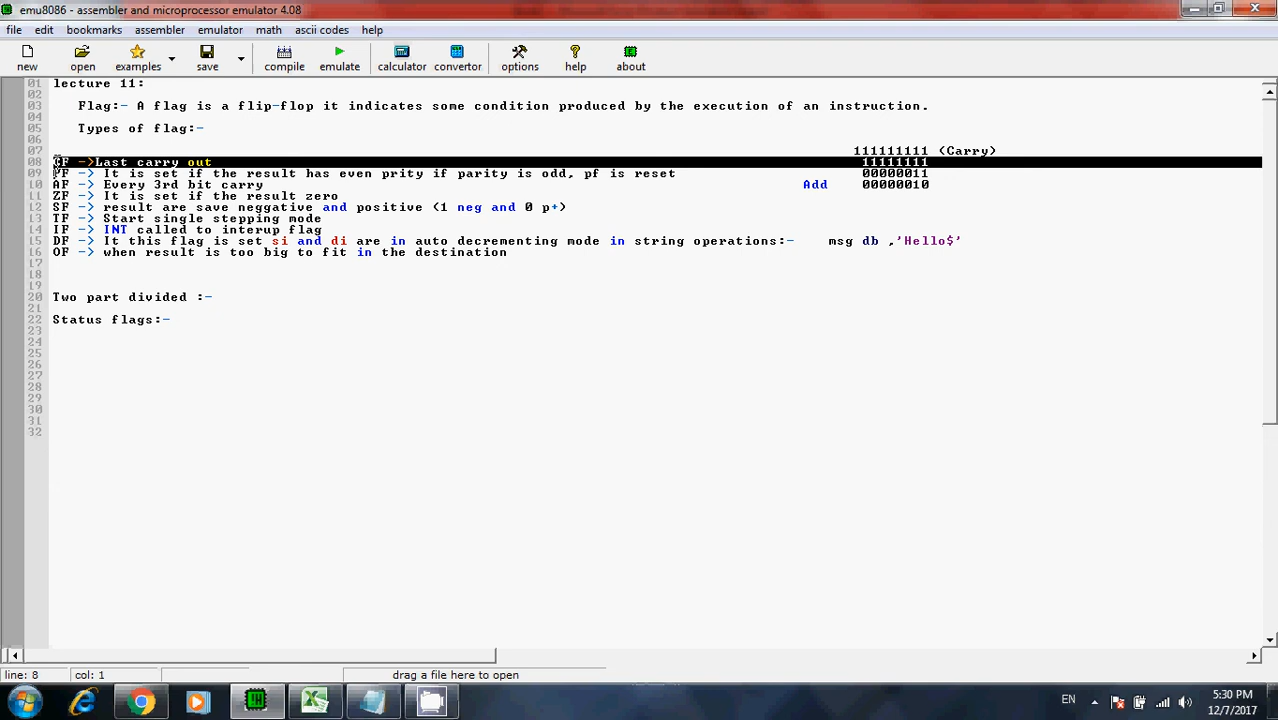 emu8086 - assembler and microprocessor emulator 4.08
file edit bookmarks assembler emulator math ascii codes help
new open examples save compile emulate calculator convertor options help about
01 lecture 11:
02
03 Flag:- A flag is a flip-flop it indicates some condition produced by the execution of an instruction.
04
05 Types of flag:-
06
07 111111111 (Carry)
08 CF ->Last carry out 11111111
09 PF -> It is set if the result has even prity if parity is odd, pf is reset 00000011
10 AF -> Every 3rd bit carry Add 00000010
11 ZF -> It is set if the result zero
12 SF -> result are save neggative and positive (1 neg and 0 p+)
13 TF -> Start single stepping mode
14 IF -> INT called to interup flag
15 DF -> It this flag is set si and di are in auto decrementing mode in string operations:- msg db ,'Hello$'
16 OF -> when result is too big to fit in the destination
17
18
19
20 Two part divided :-
21
22 Status flags:-
23
24
25
26
27
28
29
30
31
32
line: 8 col: 1 drag a file here to open
EN 5:30 PM
12/7/2017